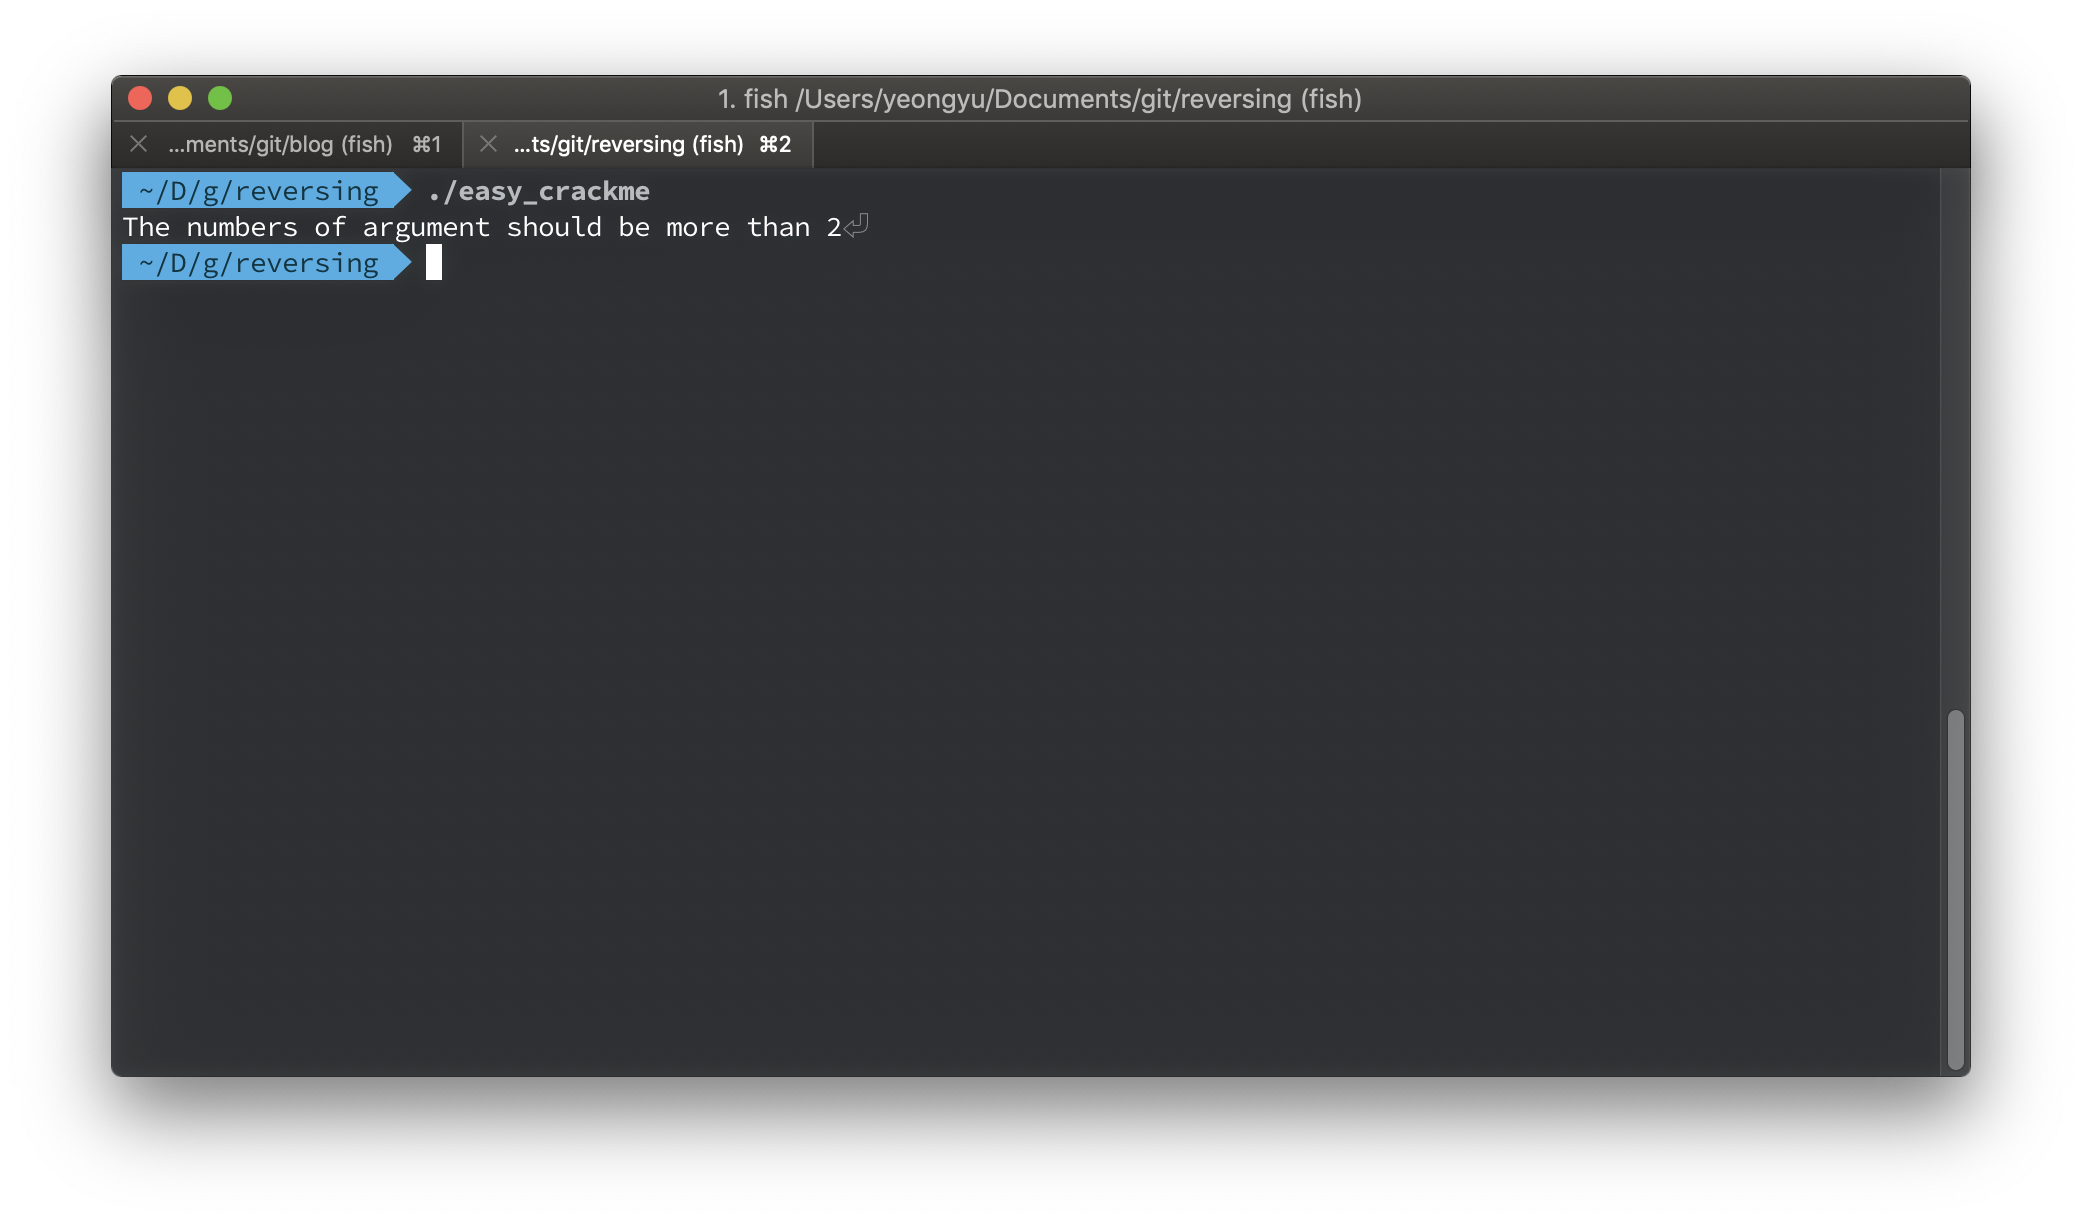 1. fish /Users/yeongyu/Documents/git/reversing (fish)
...ments/git/blog (fish) ⌘1 ...ts/git/reversing (fish) ⌘2
~/D/g/reversing ./easy_crackme
The numbers of argument should be more than 2⏎
~/D/g/reversing